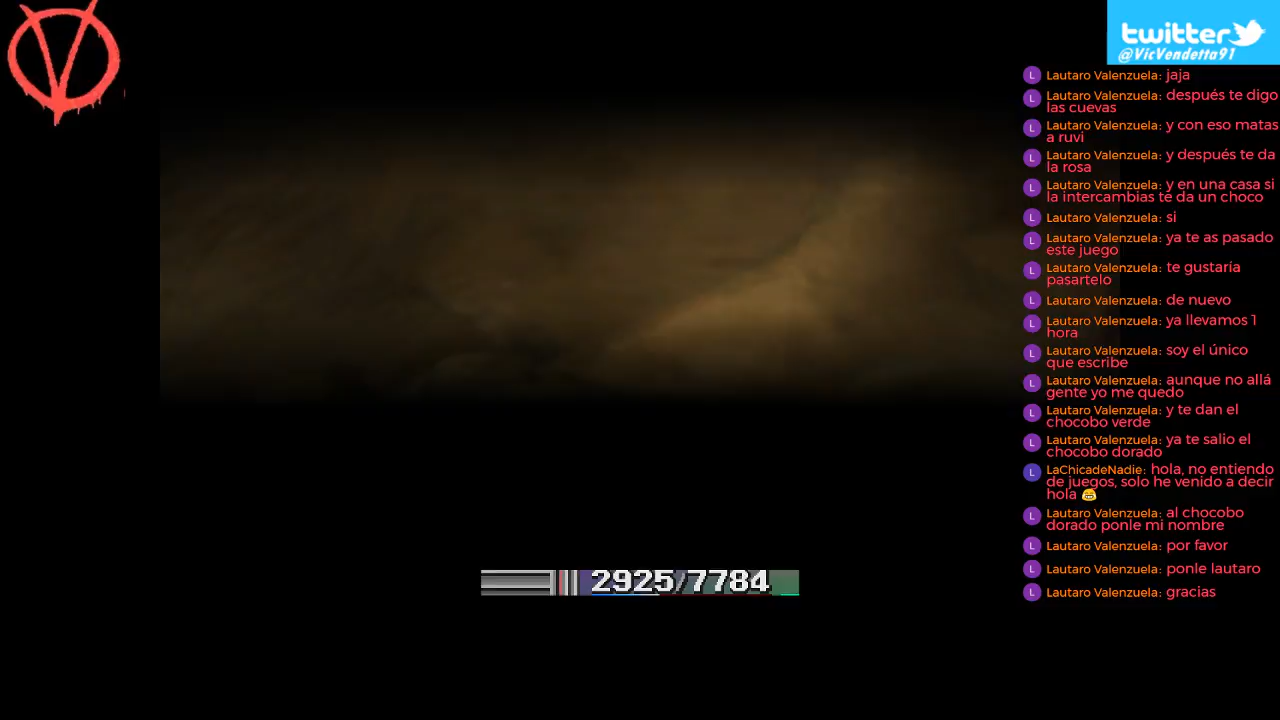 twitter
@VicVendetta91
Lautaro Valenzuela: jaja
Lautaro Valenzuela: después te digo
las cuevas
Lautaro Valenzuela: y con eso matas
a ruvi
Lautaro Valenzuela: y después te da
la rosa
Lautaro Valenzuela: y en una casa si
la intercambias te da un choco
Lautaro Valenzuela: si
Lautaro Valenzuela: ya te as pasado
este juego
Lautaro Valenzuela: te gustaría
pasartelo
Lautaro Valenzuela: de nuevo
Lautaro Valenzuela: ya llevamos 1
hora
Lautaro Valenzuela: soy el único
que escribe
Lautaro Valenzuela: aunque no allá
gente yo me quedo
Lautaro Valenzuela: y te dan el
chocobo verde
Lautaro Valenzuela: ya te salio el
chocobo dorado
LaChicadeNadie: hola, no entiendo
de juegos, solo he venido a decir
hola 😂
Lautaro Valenzuela: al chocobo
dorado ponle mi nombre
Lautaro Valenzuela: por favor
Lautaro Valenzuela: ponle lautaro
Lautaro Valenzuela: gracias
2925/7784